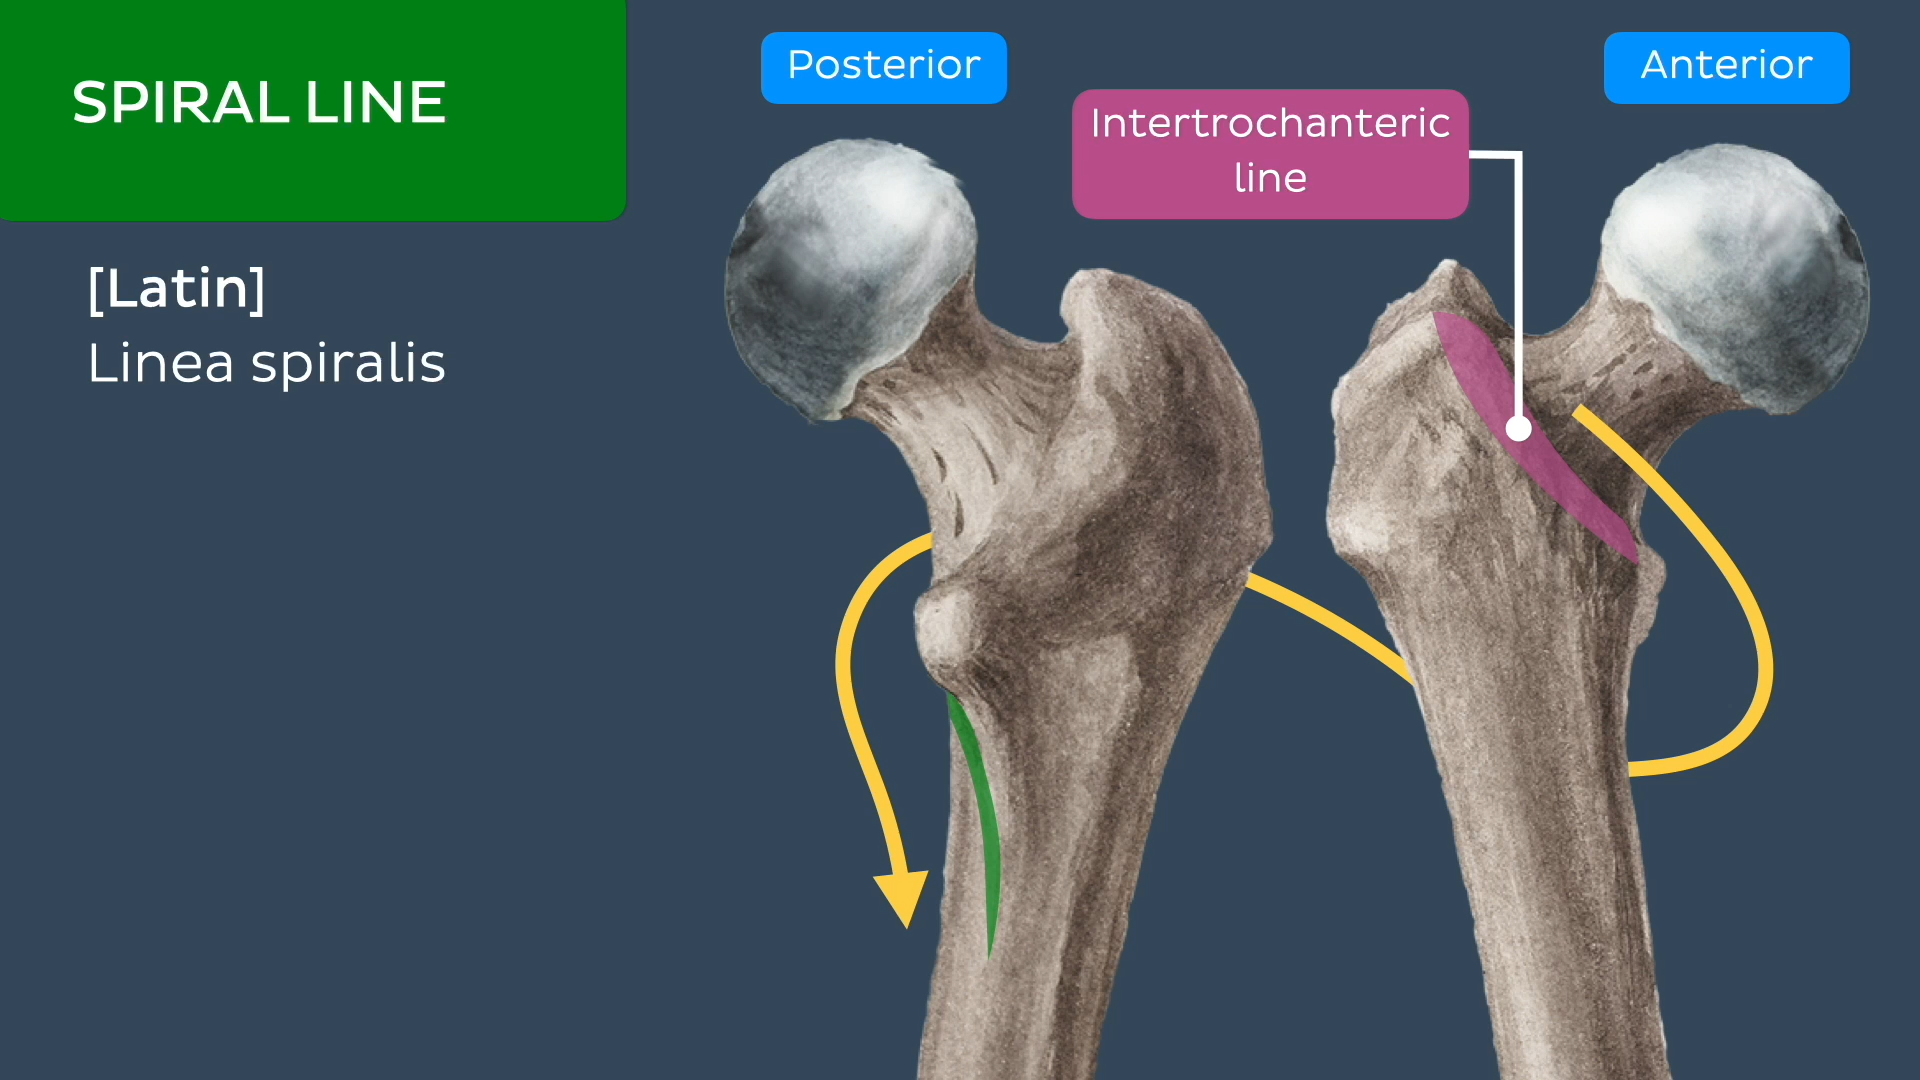 SPIRAL LINE
[Latin]
Linea spiralis
Posterior
Intertrochanteric
line
Anterior